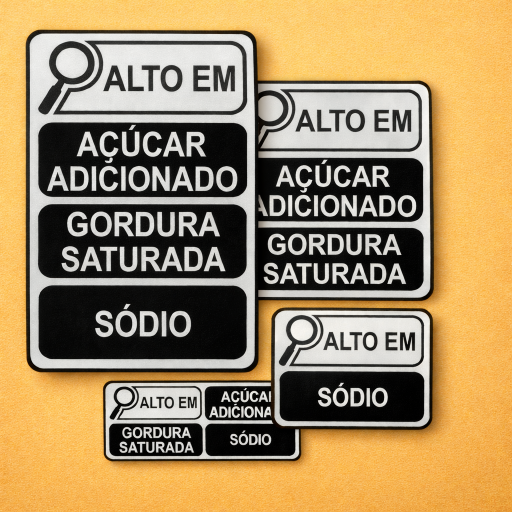 ALTO EM
AÇÚCAR
ADICIONADO
GORDURA
SATURADA
SÓDIO
ALTO EM
AÇÚCAR
ADICIONADO
GORDURA
SATURADA
ALTO EM
SÓDIO
ALTO EM
AÇÚCAR
ADICIONA
GORDURA
SATURADA
SÓDIO